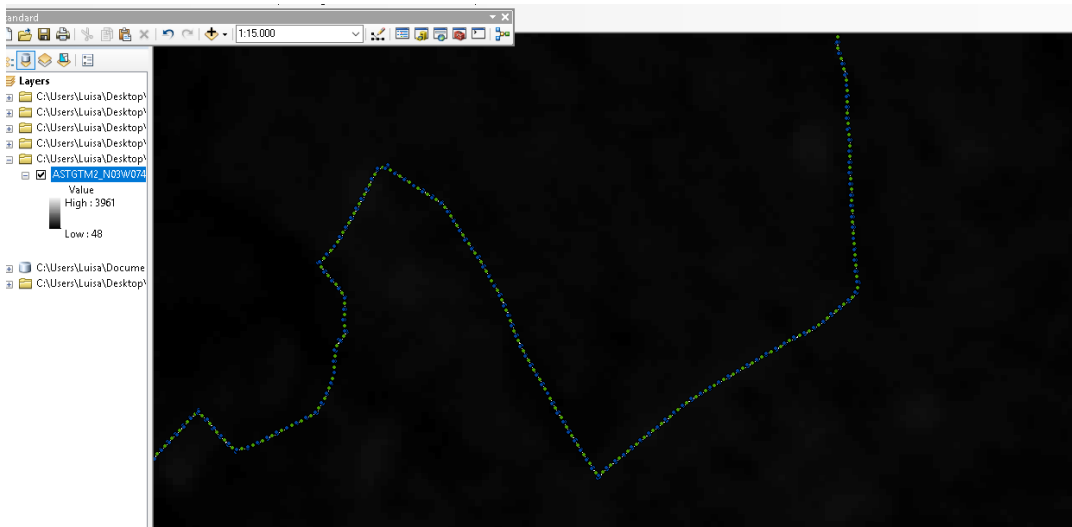 tandard
1:15.000
Layers
C:\Users\Luisa\Desktop\
C:\Users\Luisa\Desktop\
C:\Users\Luisa\Desktop\
C:\Users\Luisa\Desktop\
C:\Users\Luisa\Desktop\
ASTGTM2_N03W074
Value
High : 3961
Low : 48
C:\Users\Luisa\Docume
C:\Users\Luisa\Desktop\